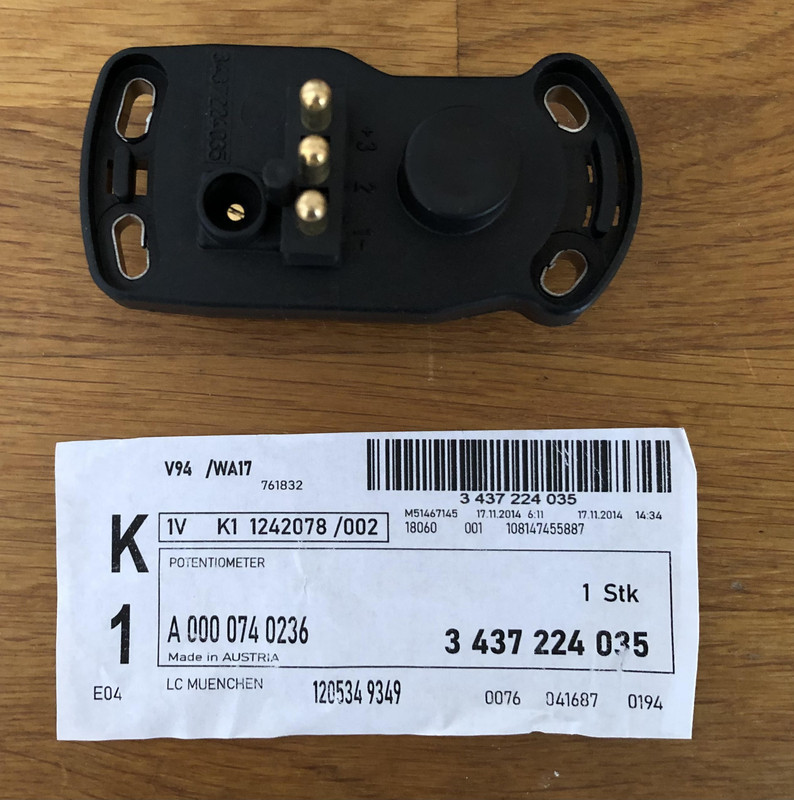 3437224035
+3
2
1-
V94 /WA17
761832
3 437 224 035
M51467145 17.11.2014 6:11 17.11.2014 14:34
18060 001 108147455887
K
1
1V K1 1242078 /002
POTENTIOMETER
1 Stk
A 000 074 0236
3 437 224 035
Made in AUSTRIA
E04
LC MUENCHEN
120534 9349
0076 041687 0194